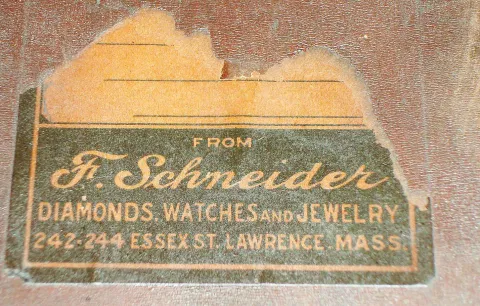 FROM
F. Schneider
DIAMONDS, WATCHES AND JEWELRY
242-244 ESSEX ST. LAWRENCE, MASS.